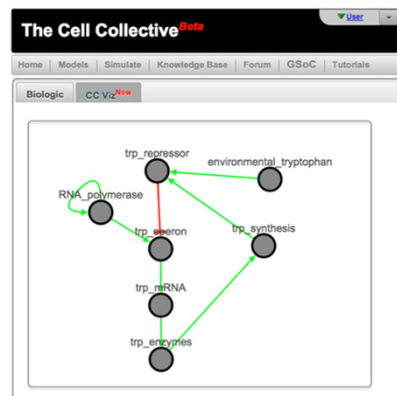 User
The Cell Collective Beta
Home Models Simulate Knowledge Base Forum GSoC Tutorials
Biologic CC Viz New
trp_repressor
environmental_tryptophan
RNA_polymerase
trp_operon
trp_synthesis
trp_mRNA
trp_enzymes